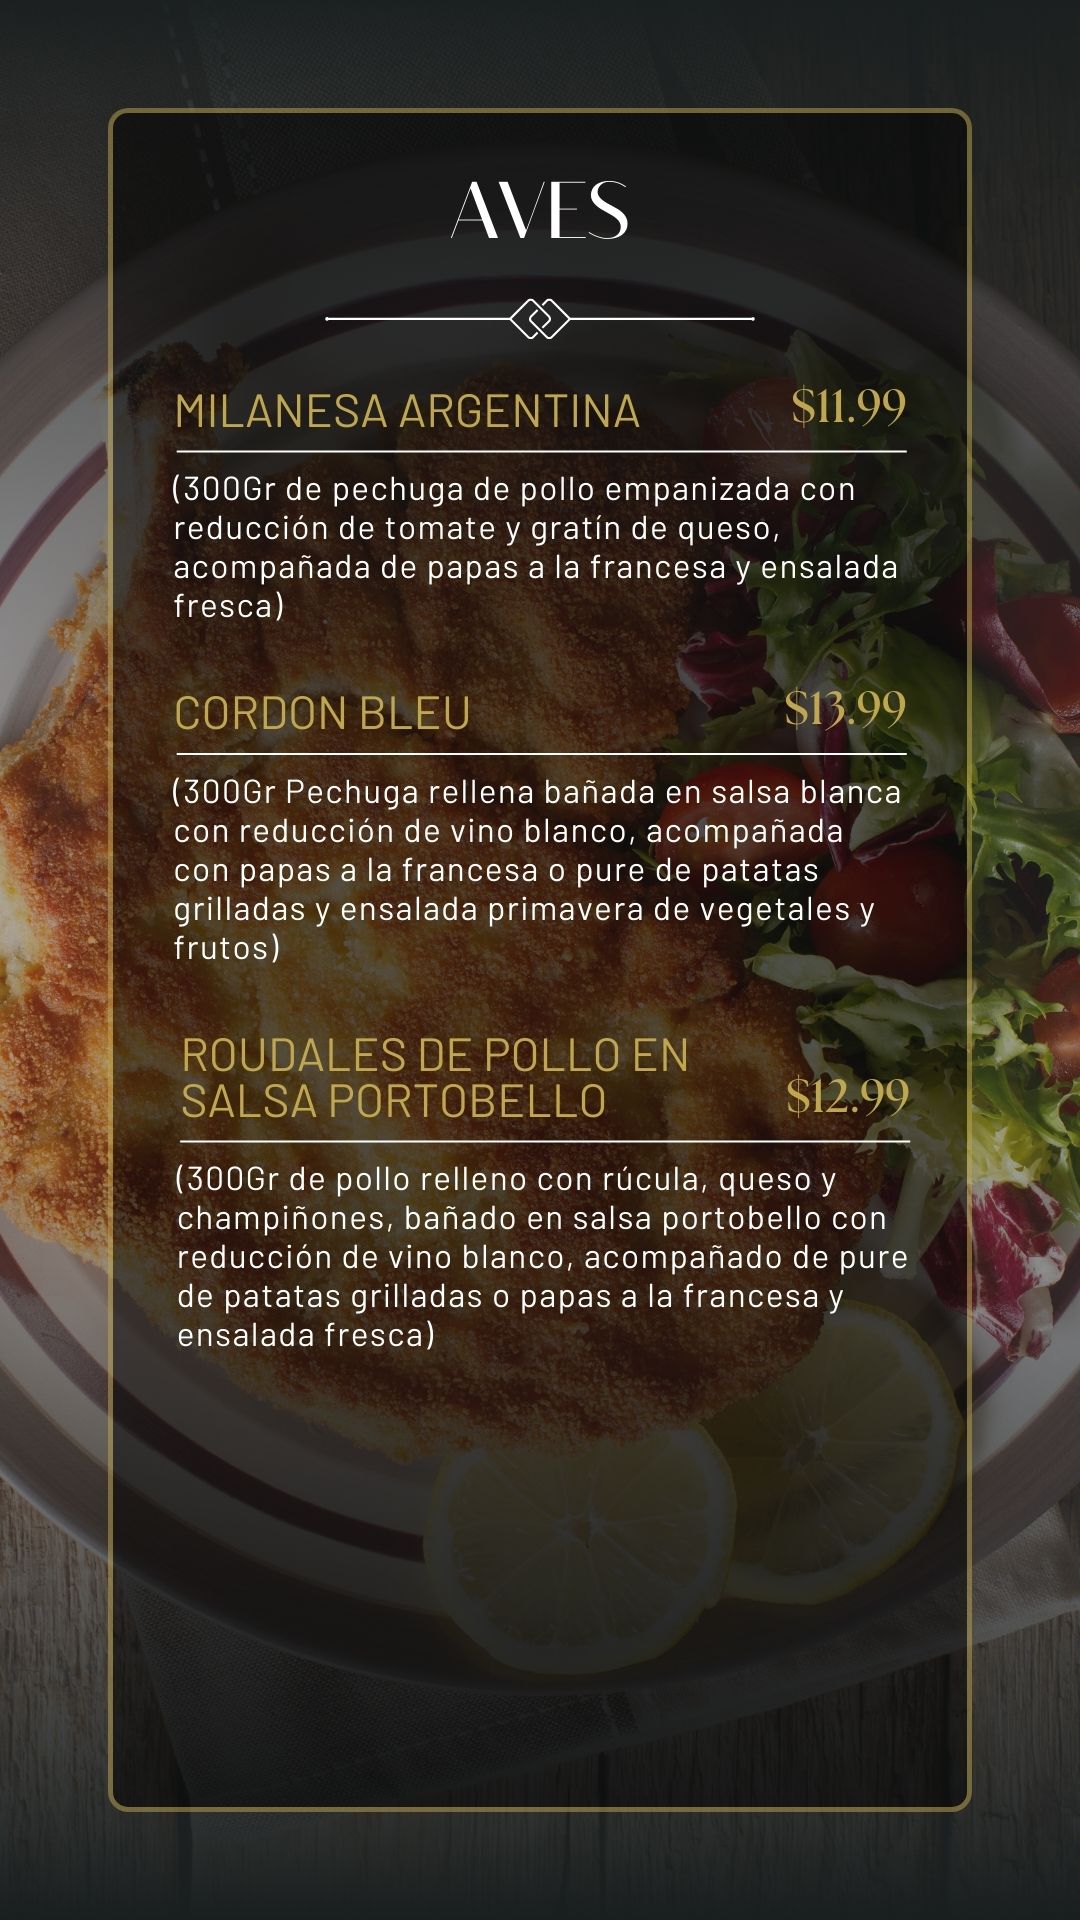 AVES
MILANESA ARGENTINA $11.99
(300Gr de pechuga de pollo empanizada con
reducción de tomate y gratín de queso,
acompañada de papas a la francesa y ensalada
fresca)
CORDON BLEU $13.99
(300Gr Pechuga rellena bañada en salsa blanca
con reducción de vino blanco, acompañada
con papas a la francesa o pure de patatas
grilladas y ensalada primavera de vegetales y
frutos)
ROUDALES DE POLLO EN
SALSA PORTOBELLO $12.99
(300Gr de pollo relleno con rúcula, queso y
champiñones, bañado en salsa portobello con
reducción de vino blanco, acompañado de pure
de patatas grilladas o papas a la francesa y
ensalada fresca)